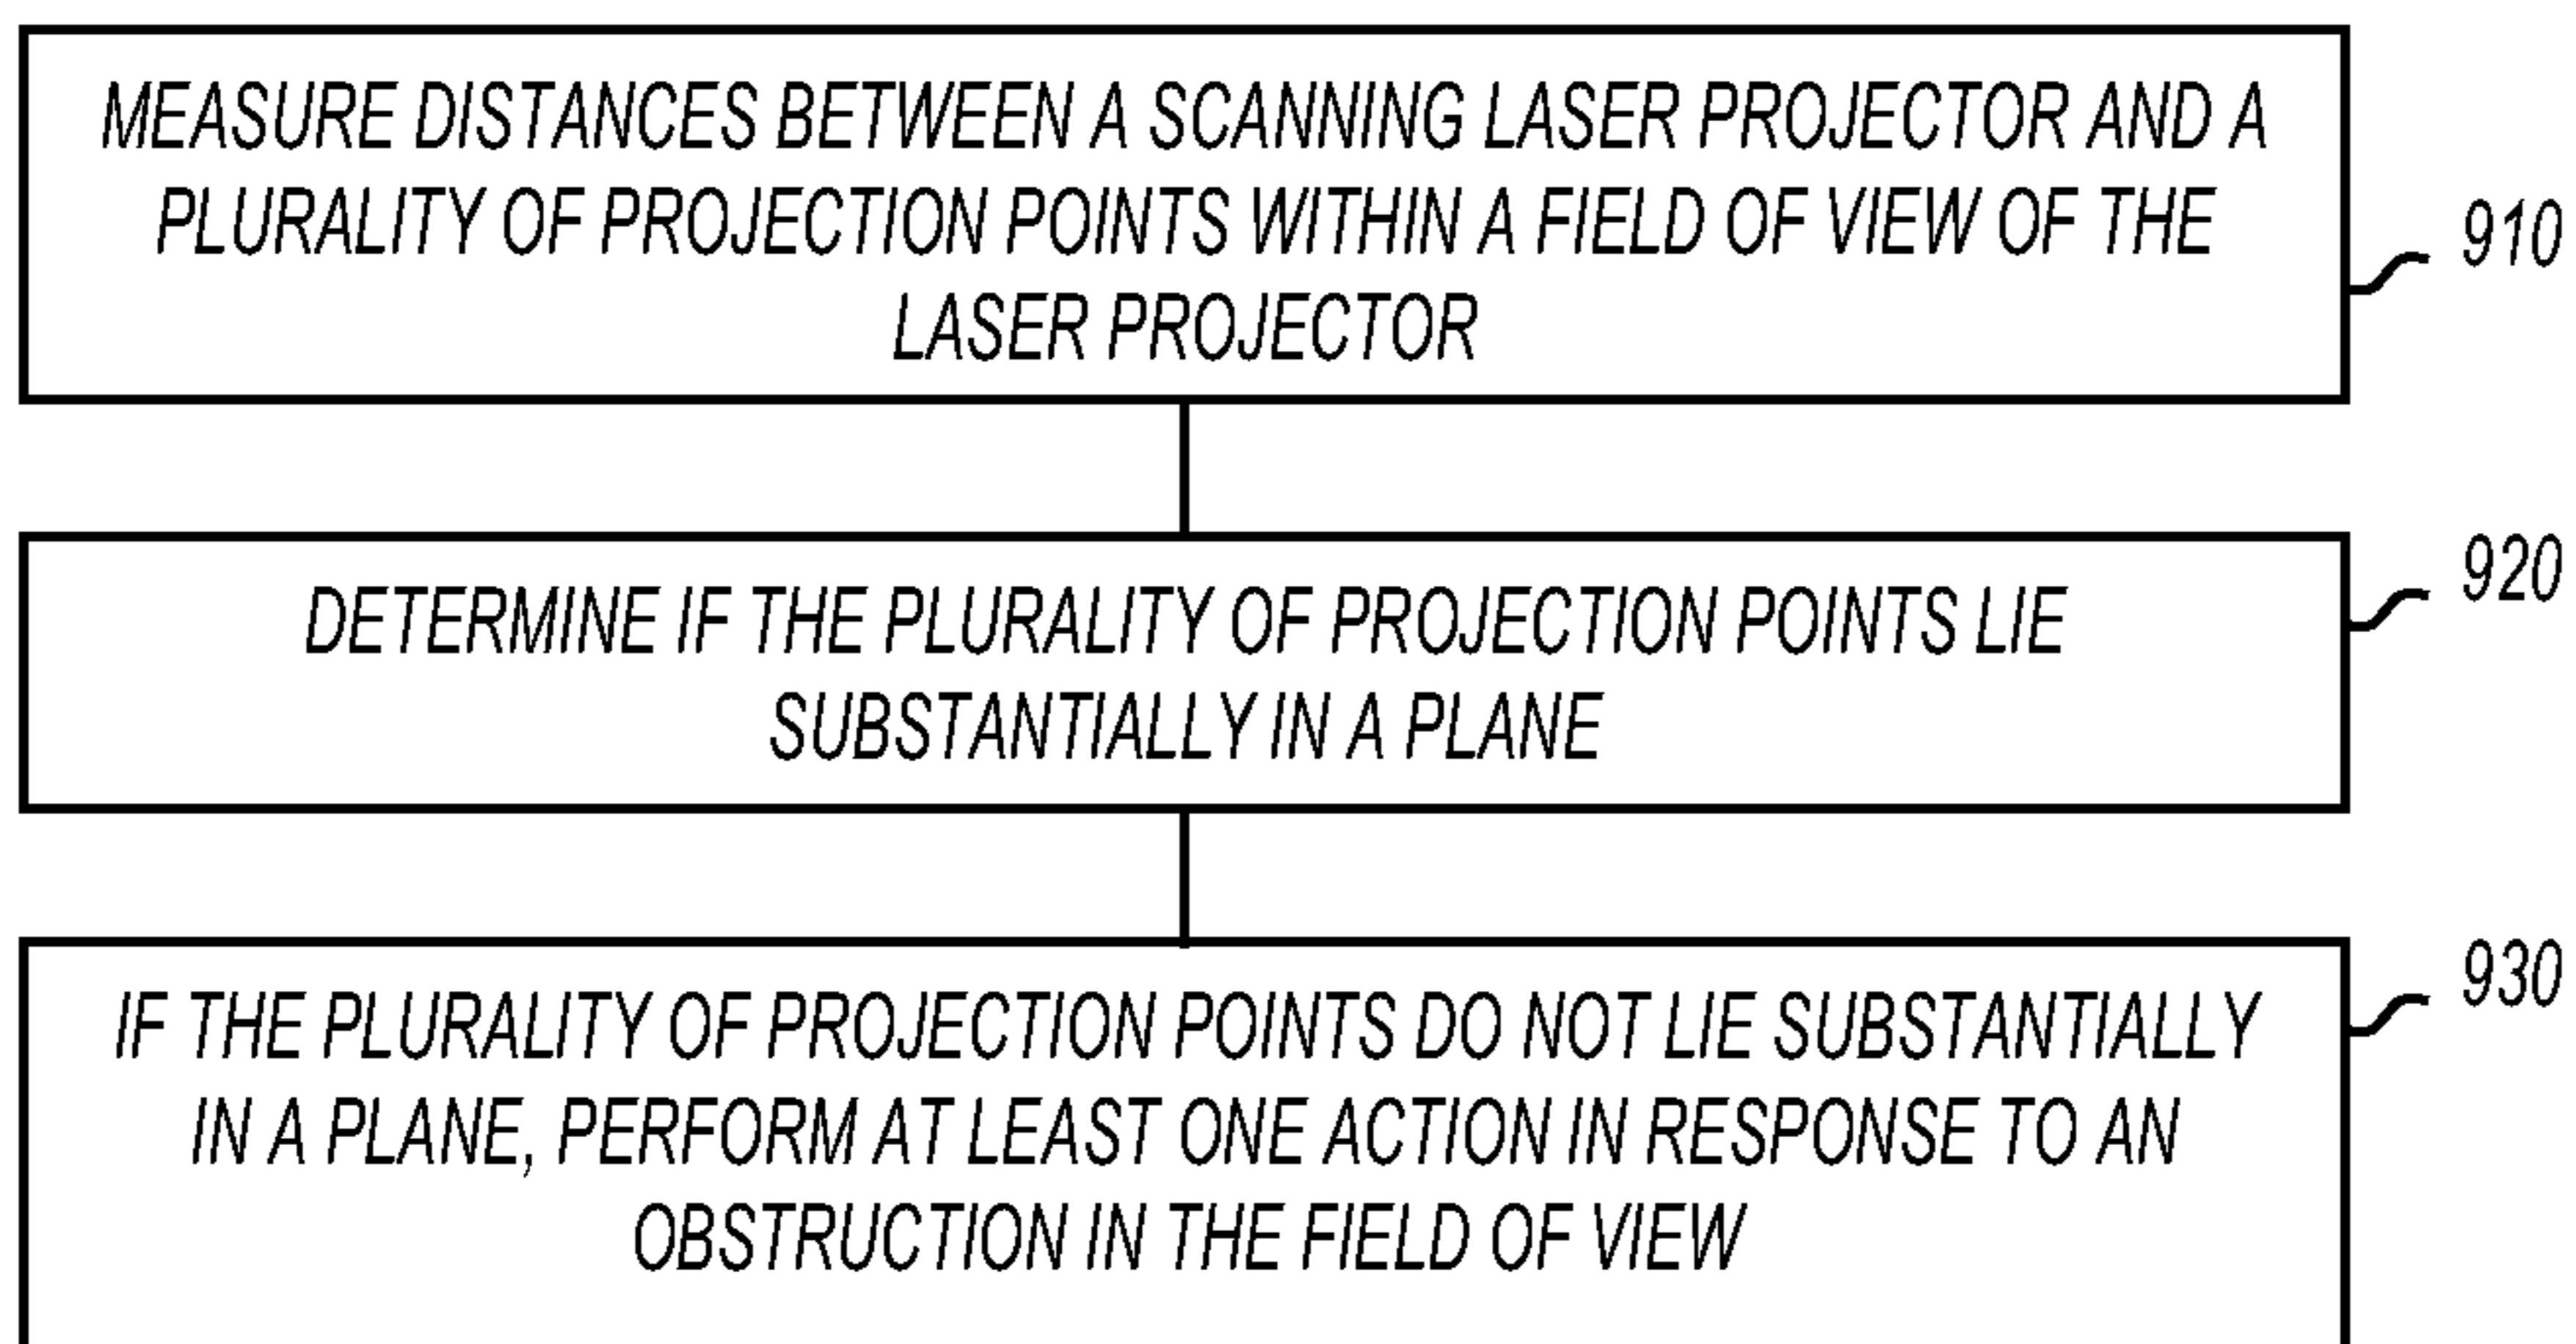 MEASURE DISTANCES BETWEEN A SCANNING LASER PROJECTOR AND A
PLURALITY OF PROJECTION POINTS WITHIN A FIELD OF VIEW OF THE
LASER PROJECTOR
910
DETERMINE IF THE PLURALITY OF PROJECTION POINTS LIE
SUBSTANTIALLY IN A PLANE
920
IF THE PLURALITY OF PROJECTION POINTS DO NOT LIE SUBSTANTIALLY
IN A PLANE, PERFORM AT LEAST ONE ACTION IN RESPONSE TO AN
OBSTRUCTION IN THE FIELD OF VIEW
930